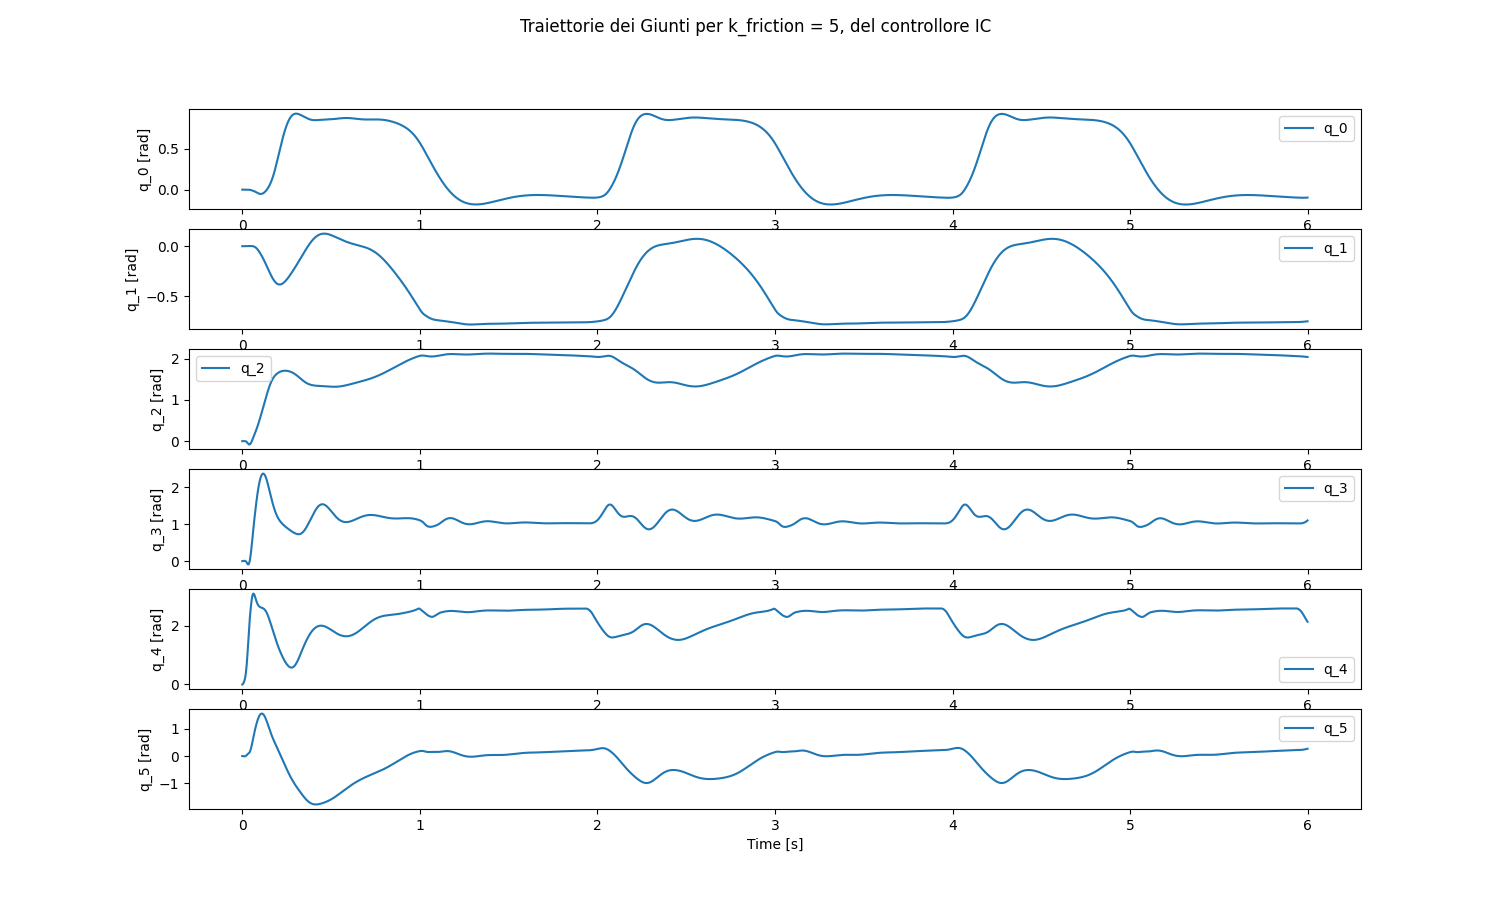 Traiettorie dei Giunti per k_friction = 5, del controllore IC
q_0 [rad]
0.5
0.0
q_0
0 1 2 3 4 5 6
q_1 [rad]
0.0
−0.5
q_1
0 1 2 3 4 5 6
q_2 [rad]
2
1
0
q_2
0 1 2 3 4 5 6
q_3 [rad]
2
1
0
q_3
0 1 2 3 4 5 6
q_4 [rad]
2
0
q_4
0 1 2 3 4 5 6
q_5 [rad]
1
0
−1
q_5
0 1 2 3 4 5 6
Time [s]